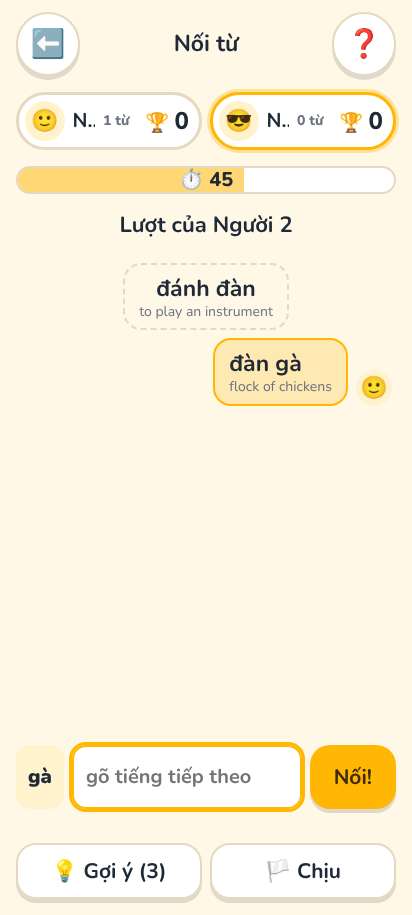 Nối từ
N.. 1 từ 0
N.. 0 từ 0
45
Lượt của Người 2
đánh đàn
to play an instrument
đàn gà
flock of chickens
gà gõ tiếng tiếp theo Nối!
Gợi ý (3) Chịu